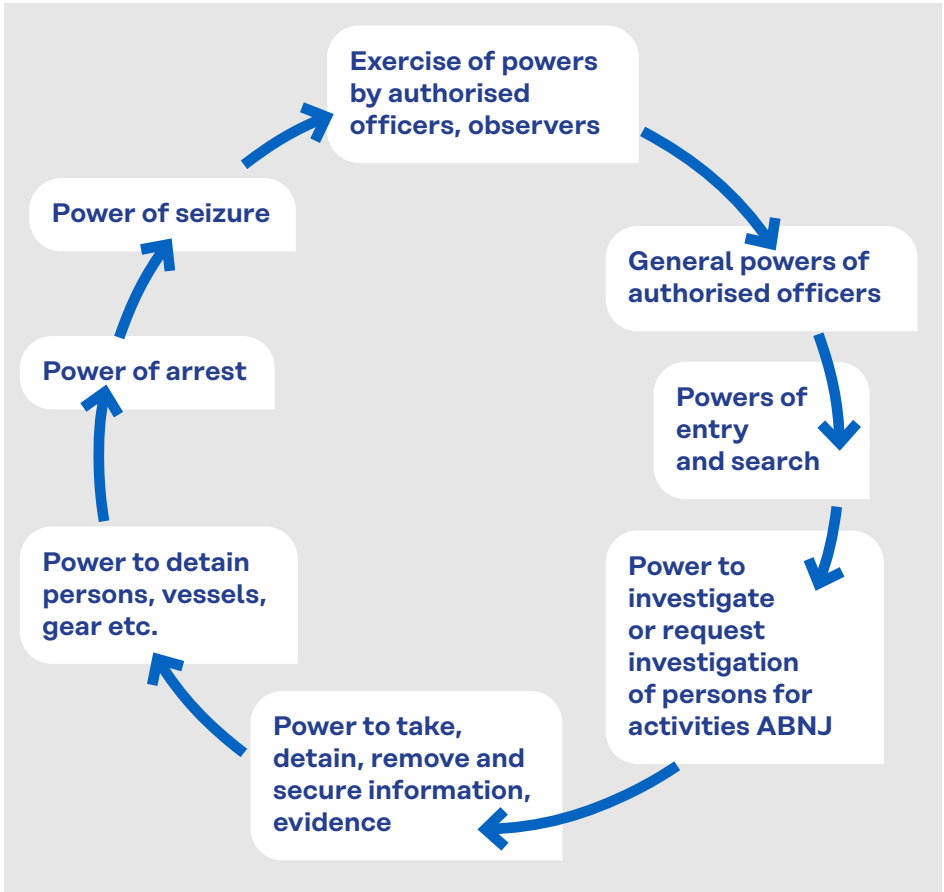 Exercise of powers
by authorised
officers, observers
General powers of
authorised officers
Powers of
entry
and search
Power to
investigate
or request
investigation
of persons for
activities ABNJ
Power to take,
detain, remove and
secure information,
evidence
Power to detain
persons, vessels,
gear etc.
Power of arrest
Power of seizure